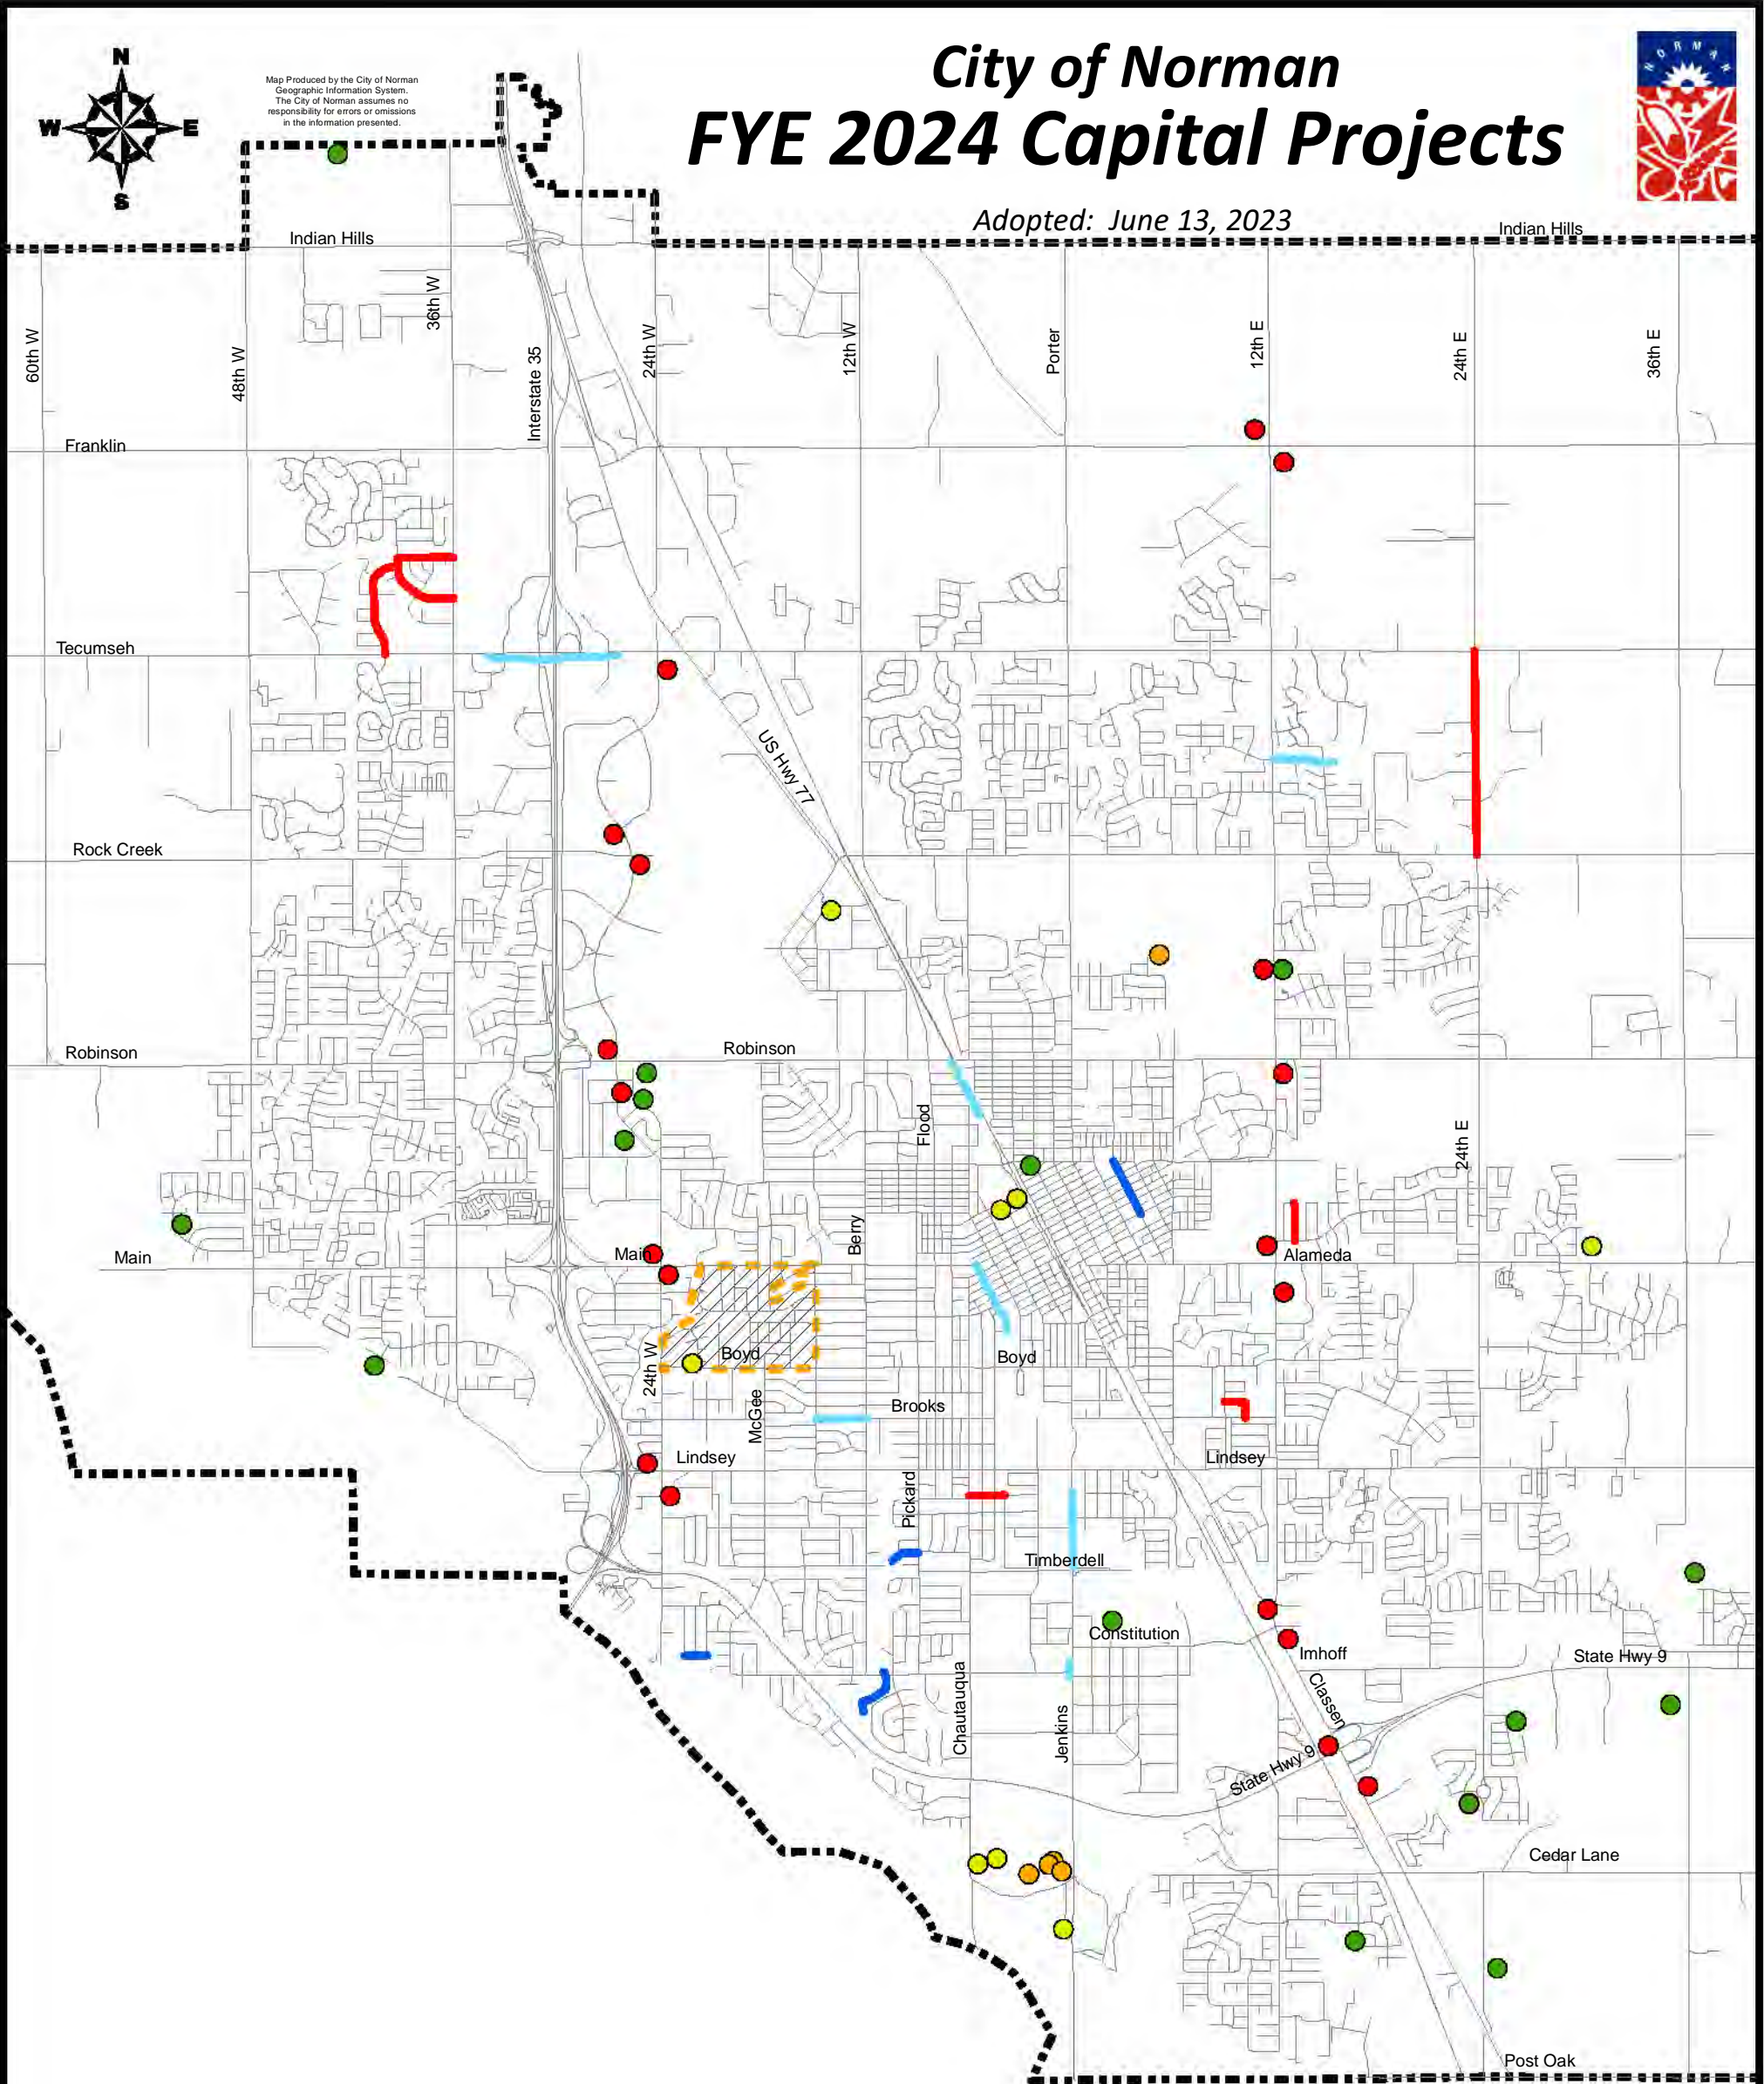 City of Norman
FYE 2024 Capital Projects
Adopted: June 13, 2023
N
W
E
S
Map Produced by the City of Norman
Geographic Information System.
The City of Norman assumes no
responsibility for errors or omissions
in the information presented.
NORMAN
Indian Hills
Indian Hills
60th W
48th W
36th W
Interstate 35
24th W
12th W
Porter
12th E
24th E
36th E
Franklin
Tecumseh
US Hwy 77
Rock Creek
Robinson
Robinson
Flood
24th E
Berry
Main
Main
Alameda
24th W
Boyd
Boyd
McGee
Brooks
Lindsey
Lindsey
Pickard
Timberdell
Constitution
Imhoff
State Hwy 9
Chautauqua
Jenkins
Classen
State Hwy 9
Cedar Lane
Post Oak